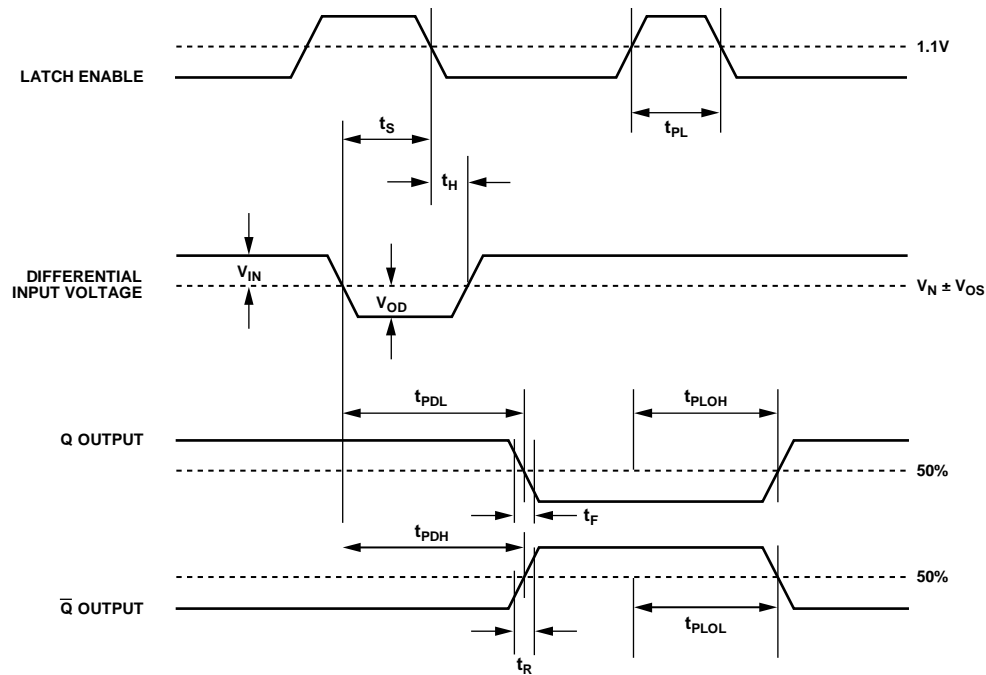 1.1V
LATCH ENABLE
tS
tPL
tH
VIN
DIFFERENTIAL
INPUT VOLTAGE
VOD
VN ± VOS
tPDL
tPLOH
Q OUTPUT
50%
tF
tPDH
50%
Q̅ OUTPUT
tPLOL
tR